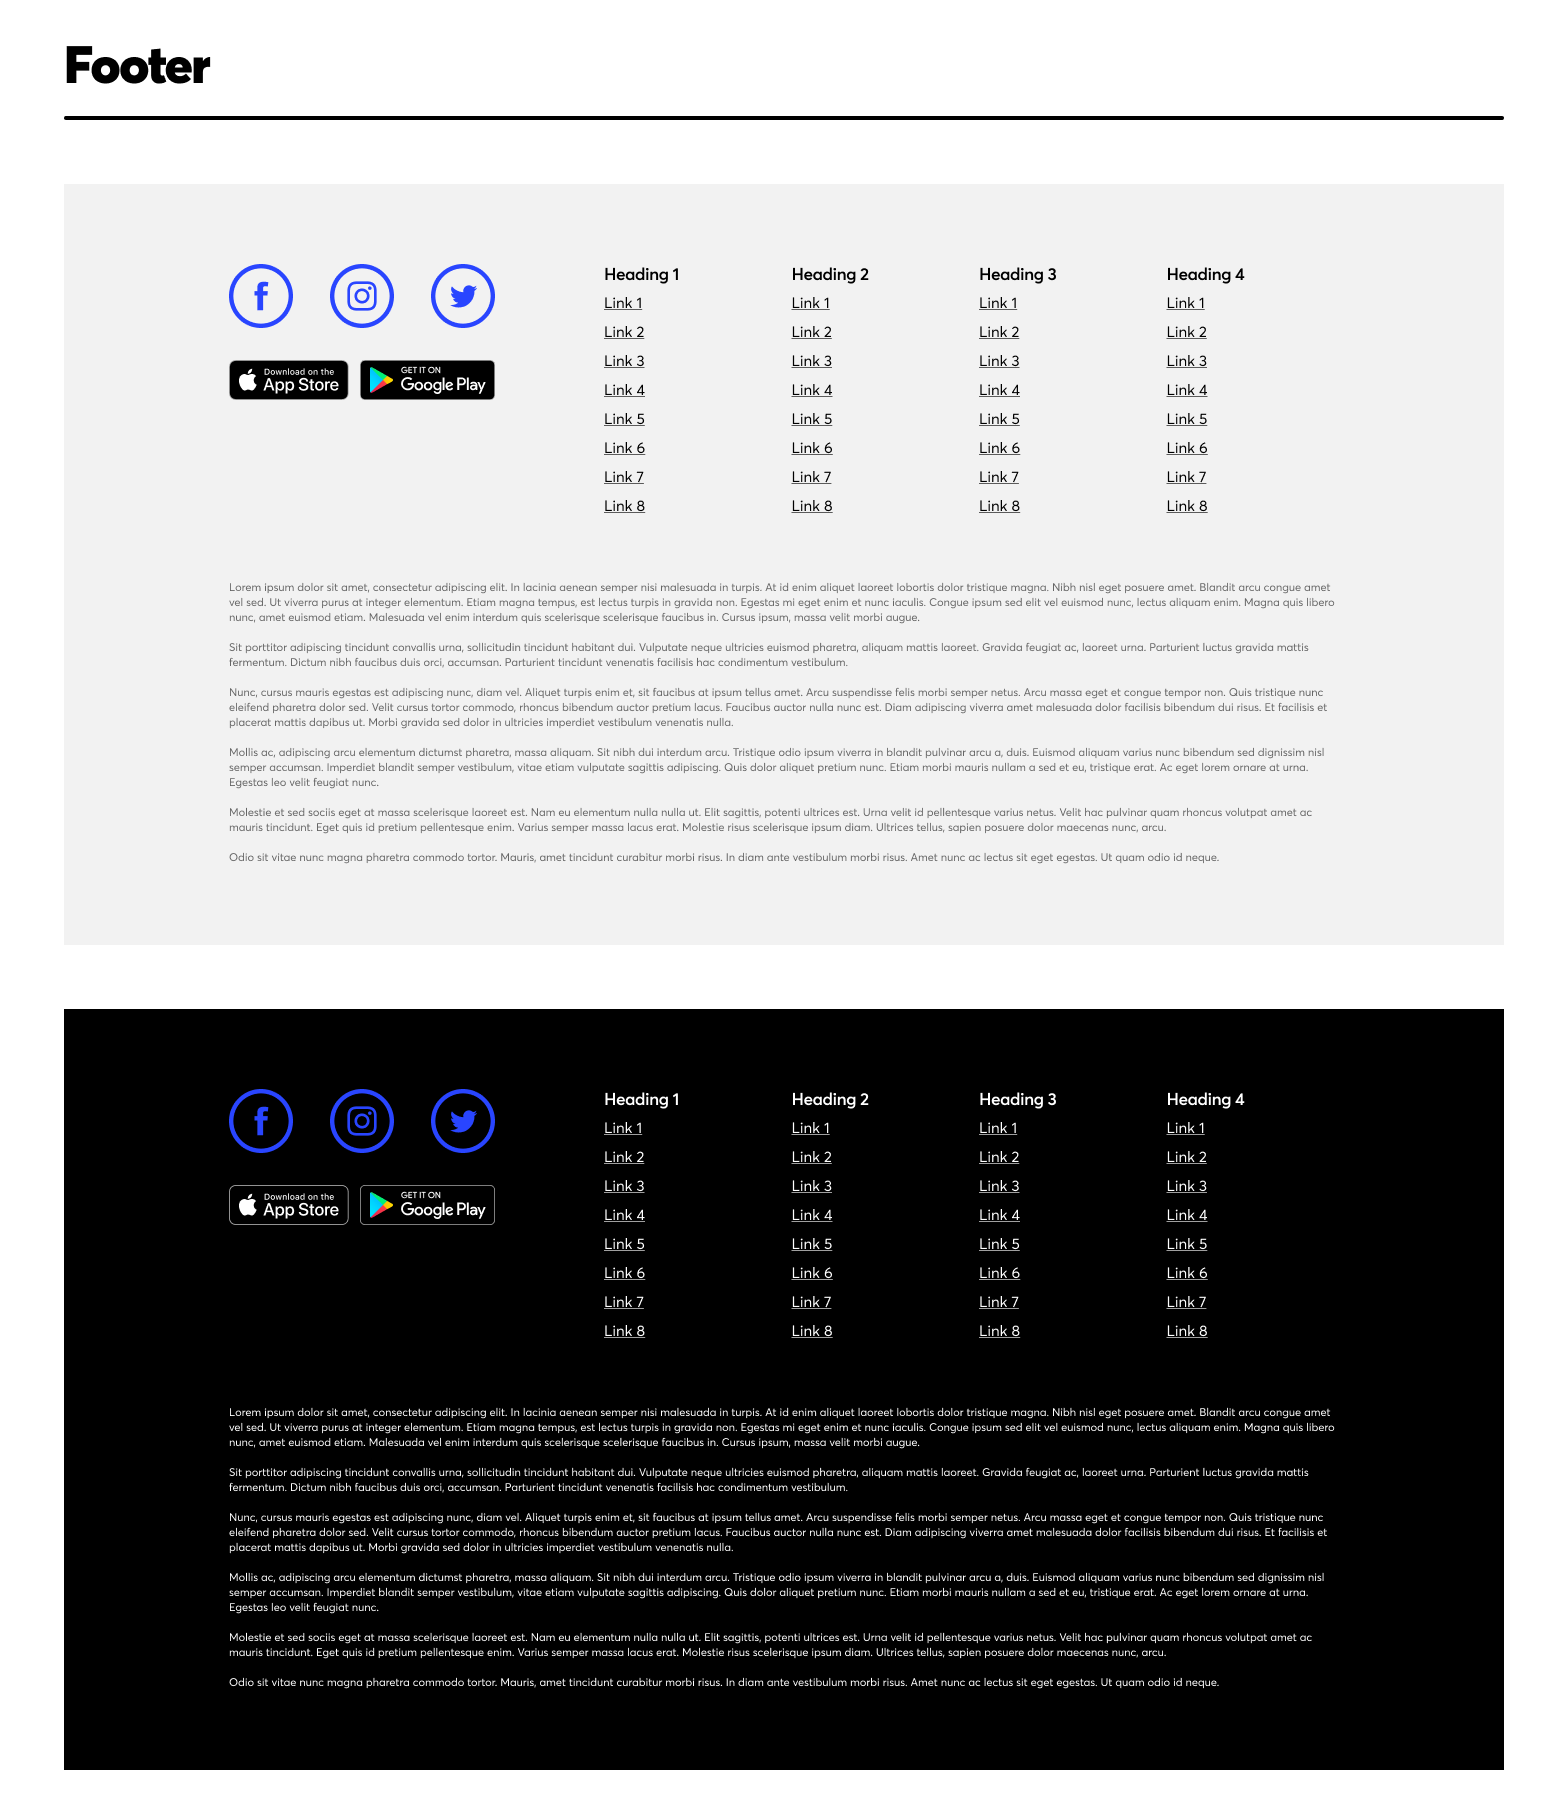 Footer
Download on the
App Store
GET IT ON
Google Play
Heading 1
Link 1
Link 2
Link 3
Link 4
Link 5
Link 6
Link 7
Link 8
Heading 2
Link 1
Link 2
Link 3
Link 4
Link 5
Link 6
Link 7
Link 8
Heading 3
Link 1
Link 2
Link 3
Link 4
Link 5
Link 6
Link 7
Link 8
Heading 4
Link 1
Link 2
Link 3
Link 4
Link 5
Link 6
Link 7
Link 8
Lorem ipsum dolor sit amet, consectetur adipiscing elit. In lacinia aenean semper nisi malesuada in turpis. At id enim aliquet laoreet lobortis dolor tristique magna. Nibh nisl eget posuere amet. Blandit arcu congue amet
vel sed. Ut viverra purus at integer elementum. Etiam magna tempus, est lectus turpis in gravida non. Egestas mi eget enim et nunc iaculis. Congue ipsum sed elit vel euismod nunc, lectus aliquam enim. Magna quis libero
nunc, amet euismod etiam. Malesuada vel enim interdum quis scelerisque scelerisque faucibus in. Cursus ipsum, massa velit morbi augue.
Sit porttitor adipiscing tincidunt convallis urna, sollicitudin tincidunt habitant dui. Vulputate neque ultricies euismod pharetra, aliquam mattis laoreet. Gravida feugiat ac, laoreet urna. Parturient luctus gravida mattis
fermentum. Dictum nibh faucibus duis orci, accumsan. Parturient tincidunt venenatis facilisis hac condimentum vestibulum.
Nunc, cursus mauris egestas est adipiscing nunc, diam vel. Aliquet turpis enim et, sit faucibus at ipsum tellus amet. Arcu suspendisse felis morbi semper netus. Arcu massa eget et congue tempor non. Quis tristique nunc
eleifend pharetra dolor sed. Velit cursus tortor commodo, rhoncus bibendum auctor pretium lacus. Faucibus auctor nulla nunc est. Diam adipiscing viverra amet malesuada dolor facilisis bibendum dui risus. Et facilisis et
placerat mattis dapibus ut. Morbi gravida sed dolor in ultricies imperdiet vestibulum venenatis nulla.
Mollis ac, adipiscing arcu elementum dictumst pharetra, massa aliquam. Sit nibh dui interdum arcu. Tristique odio ipsum viverra in blandit pulvinar arcu a, duis. Euismod aliquam varius nunc bibendum sed dignissim nisl
semper accumsan. Imperdiet blandit semper vestibulum, vitae etiam vulputate sagittis adipiscing. Quis dolor aliquet pretium nunc. Etiam morbi mauris nullam a sed et eu, tristique erat. Ac eget lorem ornare at urna.
Egestas leo velit feugiat nunc.
Molestie et sed sociis eget at massa scelerisque laoreet est. Nam eu elementum nulla nulla ut. Elit sagittis, potenti ultrices est. Urna velit id pellentesque varius netus. Velit hac pulvinar quam rhoncus volutpat amet ac
mauris tincidunt. Eget quis id pretium pellentesque enim. Varius semper massa lacus erat. Molestie risus scelerisque ipsum diam. Ultrices tellus, sapien posuere dolor maecenas nunc, arcu.
Odio sit vitae nunc magna pharetra commodo tortor. Mauris, amet tincidunt curabitur morbi risus. In diam ante vestibulum morbi risus. Amet nunc ac lectus sit eget egestas. Ut quam odio id neque.
Download on the
App Store
GET IT ON
Google Play
Heading 1
Link 1
Link 2
Link 3
Link 4
Link 5
Link 6
Link 7
Link 8
Heading 2
Link 1
Link 2
Link 3
Link 4
Link 5
Link 6
Link 7
Link 8
Heading 3
Link 1
Link 2
Link 3
Link 4
Link 5
Link 6
Link 7
Link 8
Heading 4
Link 1
Link 2
Link 3
Link 4
Link 5
Link 6
Link 7
Link 8
Lorem ipsum dolor sit amet, consectetur adipiscing elit. In lacinia aenean semper nisi malesuada in turpis. At id enim aliquet laoreet lobortis dolor tristique magna. Nibh nisl eget posuere amet. Blandit arcu congue amet
vel sed. Ut viverra purus at integer elementum. Etiam magna tempus, est lectus turpis in gravida non. Egestas mi eget enim et nunc iaculis. Congue ipsum sed elit vel euismod nunc, lectus aliquam enim. Magna quis libero
nunc, amet euismod etiam. Malesuada vel enim interdum quis scelerisque scelerisque faucibus in. Cursus ipsum, massa velit morbi augue.
Sit porttitor adipiscing tincidunt convallis urna, sollicitudin tincidunt habitant dui. Vulputate neque ultricies euismod pharetra, aliquam mattis laoreet. Gravida feugiat ac, laoreet urna. Parturient luctus gravida mattis
fermentum. Dictum nibh faucibus duis orci, accumsan. Parturient tincidunt venenatis facilisis hac condimentum vestibulum.
Nunc, cursus mauris egestas est adipiscing nunc, diam vel. Aliquet turpis enim et, sit faucibus at ipsum tellus amet. Arcu suspendisse felis morbi semper netus. Arcu massa eget et congue tempor non. Quis tristique nunc
eleifend pharetra dolor sed. Velit cursus tortor commodo, rhoncus bibendum auctor pretium lacus. Faucibus auctor nulla nunc est. Diam adipiscing viverra amet malesuada dolor facilisis bibendum dui risus. Et facilisis et
placerat mattis dapibus ut. Morbi gravida sed dolor in ultricies imperdiet vestibulum venenatis nulla.
Mollis ac, adipiscing arcu elementum dictumst pharetra, massa aliquam. Sit nibh dui interdum arcu. Tristique odio ipsum viverra in blandit pulvinar arcu a, duis. Euismod aliquam varius nunc bibendum sed dignissim nisl
semper accumsan. Imperdiet blandit semper vestibulum, vitae etiam vulputate sagittis adipiscing. Quis dolor aliquet pretium nunc. Etiam morbi mauris nullam a sed et eu, tristique erat. Ac eget lorem ornare at urna.
Egestas leo velit feugiat nunc.
Molestie et sed sociis eget at massa scelerisque laoreet est. Nam eu elementum nulla nulla ut. Elit sagittis, potenti ultrices est. Urna velit id pellentesque varius netus. Velit hac pulvinar quam rhoncus volutpat amet ac
mauris tincidunt. Eget quis id pretium pellentesque enim. Varius semper massa lacus erat. Molestie risus scelerisque ipsum diam. Ultrices tellus, sapien posuere dolor maecenas nunc, arcu.
Odio sit vitae nunc magna pharetra commodo tortor. Mauris, amet tincidunt curabitur morbi risus. In diam ante vestibulum morbi risus. Amet nunc ac lectus sit eget egestas. Ut quam odio id neque.